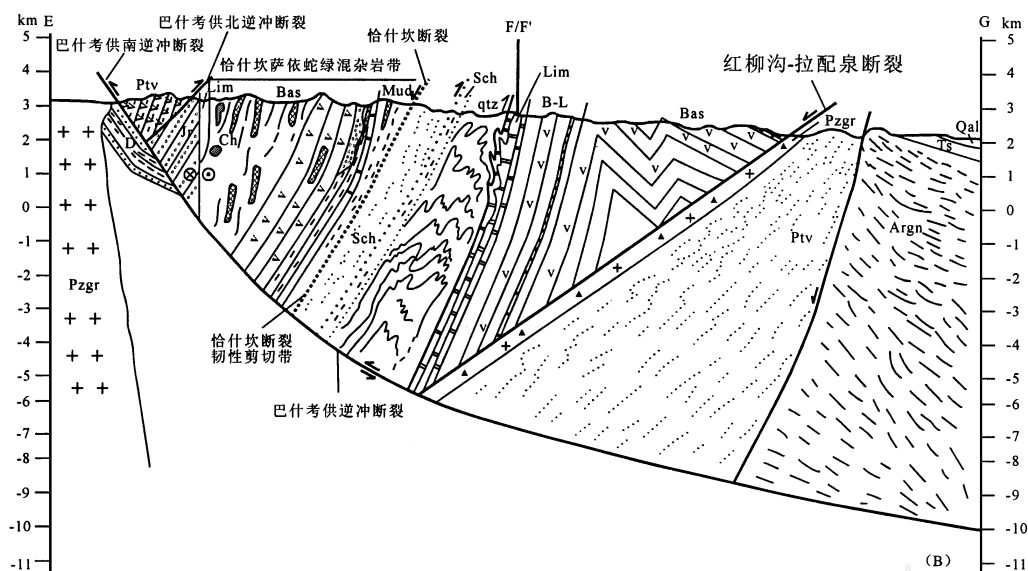 km E
G km
巴什考供北逆冲断裂
巴什考供南逆冲断裂
恰什坎断裂
F/F'
恰什坎萨依蛇绿混杂岩带
红柳沟-拉配泉断裂
Ptv
Lim
Bas
Mud
Sch
qtz
Lim
B-L
Bas
Pzgr
Qal
Ts
D
Jr
Ch
Sch
Ptv
Argn
Pzgr
恰什坎断裂
韧性剪切带
巴什考供逆冲断裂
5
4
3
2
1
0
-1
-2
-3
-4
-5
-6
-7
-8
-9
-10
-11
5
4
3
2
1
0
-1
-2
-3
-4
-5
-6
-7
-8
-9
-10
-11
(B)